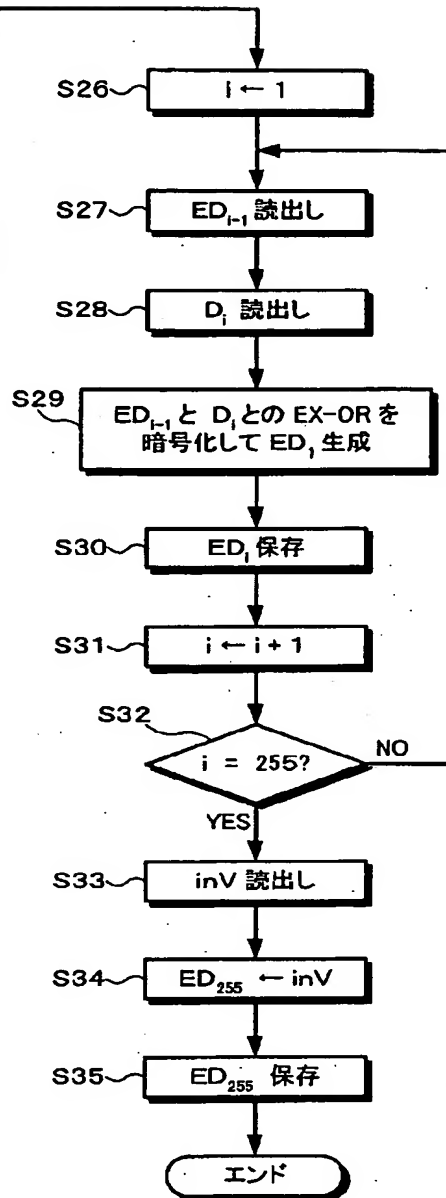 S26
i ← 1
S27
ED_{i-1} 読出し
S28
D_i 読出し
S29
ED_{i-1}と D_iとの EX-OR を
暗号化して ED_i 生成
S30
ED_i 保存
S31
i ← i + 1
S32
i = 255?
NO
YES
S33
inV 読出し
S34
ED_{255} ← inV
S35
ED_{255} 保存
エンド